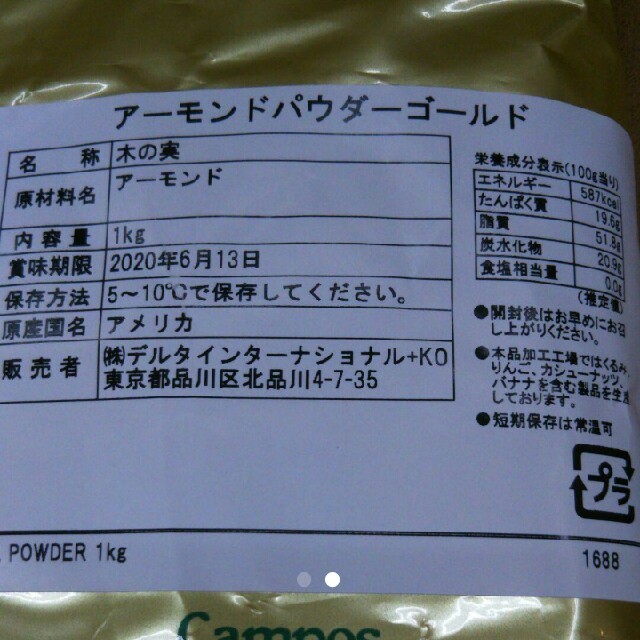 アーモンドパウダーゴールド
名 称 木の実
原材料名 アーモンド
内容量 1kg
賞味期限 2020年6月13日
保存方法 5~10℃で保存してください。
原産国名 アメリカ
販売者 ㈱デルタインターナショナル+KO
東京都品川区北品川4-7-35
栄養成分表示(100g当り)
エネルギー 587kcal
たんぱく質 19.6g
脂質 51.8g
炭水化物 20.9g
食塩相当量 0.0g
(推定値)
●開封後はお早めにお召
し上がりください。
●本品加工工場ではくるみ,
りんご,カシューナッツ,
バナナを含む製品を生産
しております。
●短期保存は常温可
プラ
POWDER 1kg
1688
Campos